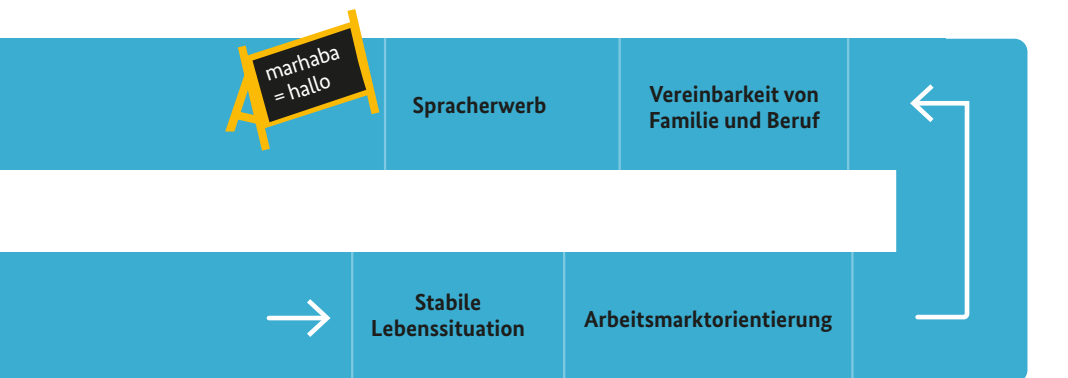 marhaba
= hallo
Spracherwerb
Vereinbarkeit von
Familie und Beruf
Stabile
Lebenssituation
Arbeitsmarktorientierung